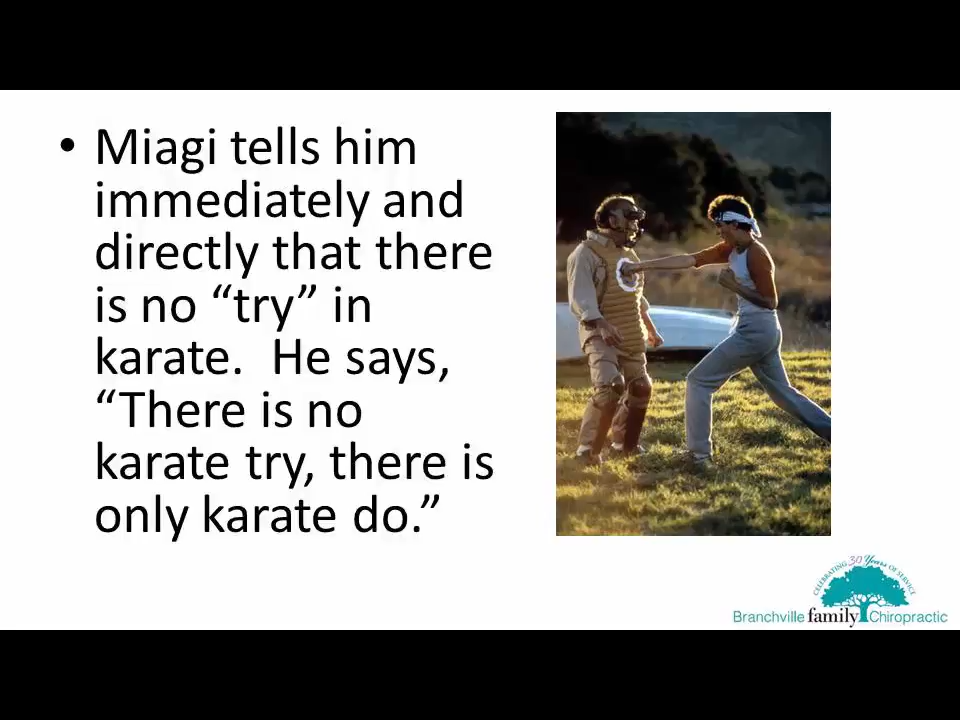 • Miagi tells him
immediately and
directly that there
is no “try” in
karate.  He says,
“There is no
karate try, there is
only karate do.”
CELEBRATING 30 Years OF SERVICE
Branchville family Chiropractic